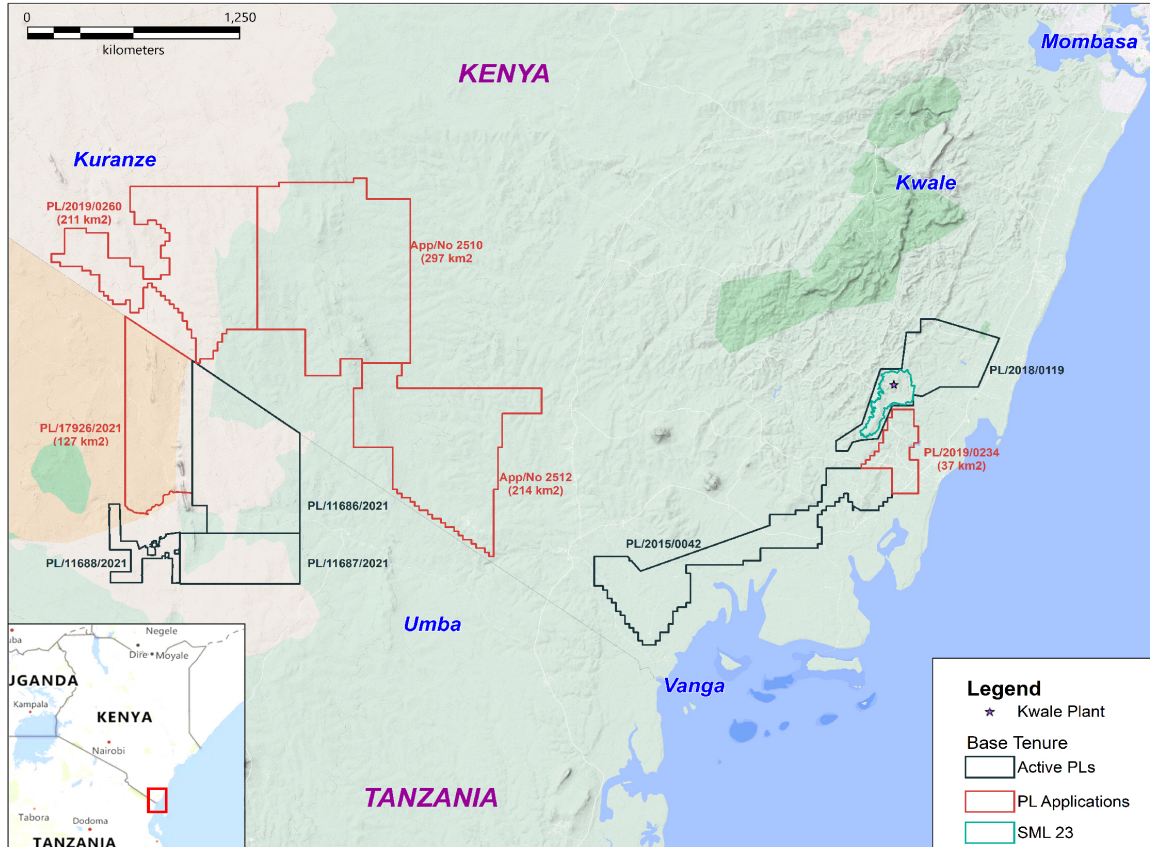 0 1,250
kilometers
Mombasa
KENYA
Kuranze
Kwale
PL/2019/0260
(211 km2)
App/No 2510
(297 km2
PL/2018/0119
PL/17926/2021
(127 km2)
PL/2019/0234
(37 km2)
App/No 2512
(214 km2)
PL/11686/2021
PL/2015/0042
PL/11688/2021
PL/11687/2021
Umba
Vanga
TANZANIA
Negele
uba
Dire
Moyale
UGANDA
Kampala
KENYA
Nairobi
Tabora
Dodoma
TANZANIA
Legend
Kwale Plant
Base Tenure
Active PLs
PL Applications
SML 23